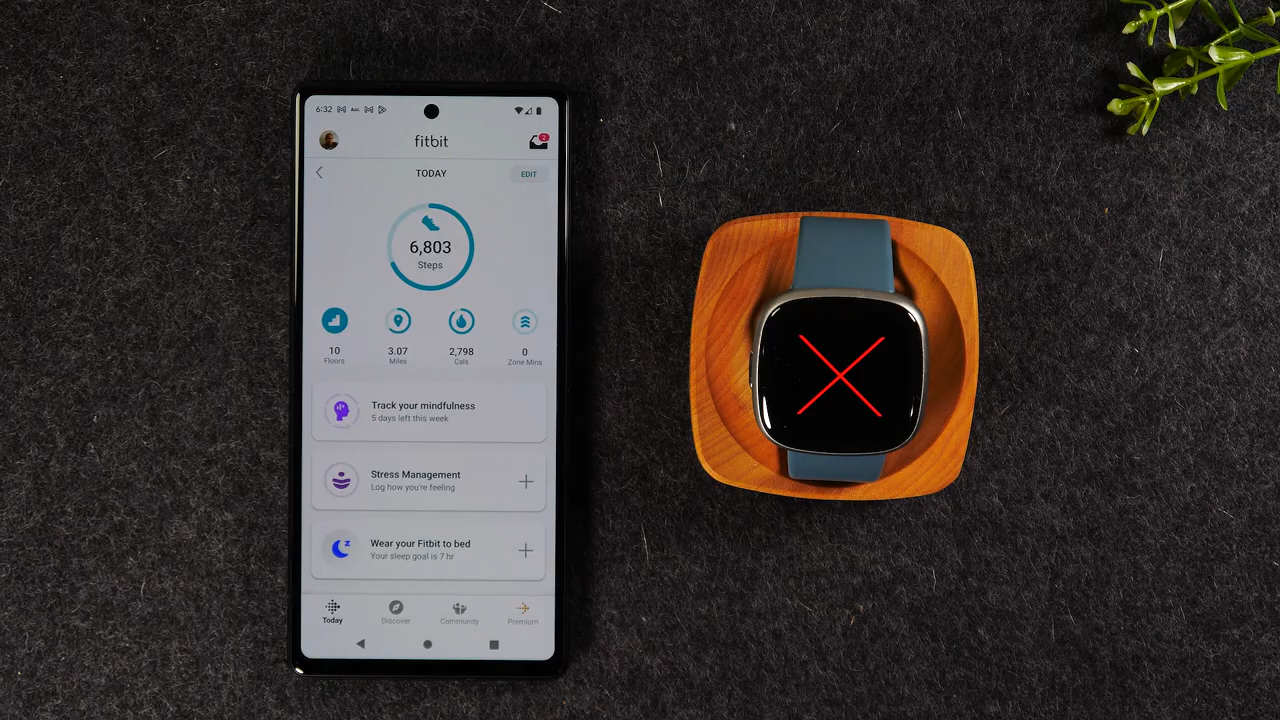 6:32
fitbit
2
TODAY
EDIT
6,803
Steps
10
Floors
3.07
Miles
2,798
Cals
0
Zone Mins
Track your mindfulness
5 days left this week
Stress Management
Log how you're feeling
Wear your Fitbit to bed
Your sleep goal is 7 hr
Today
Discover
Community
Premium